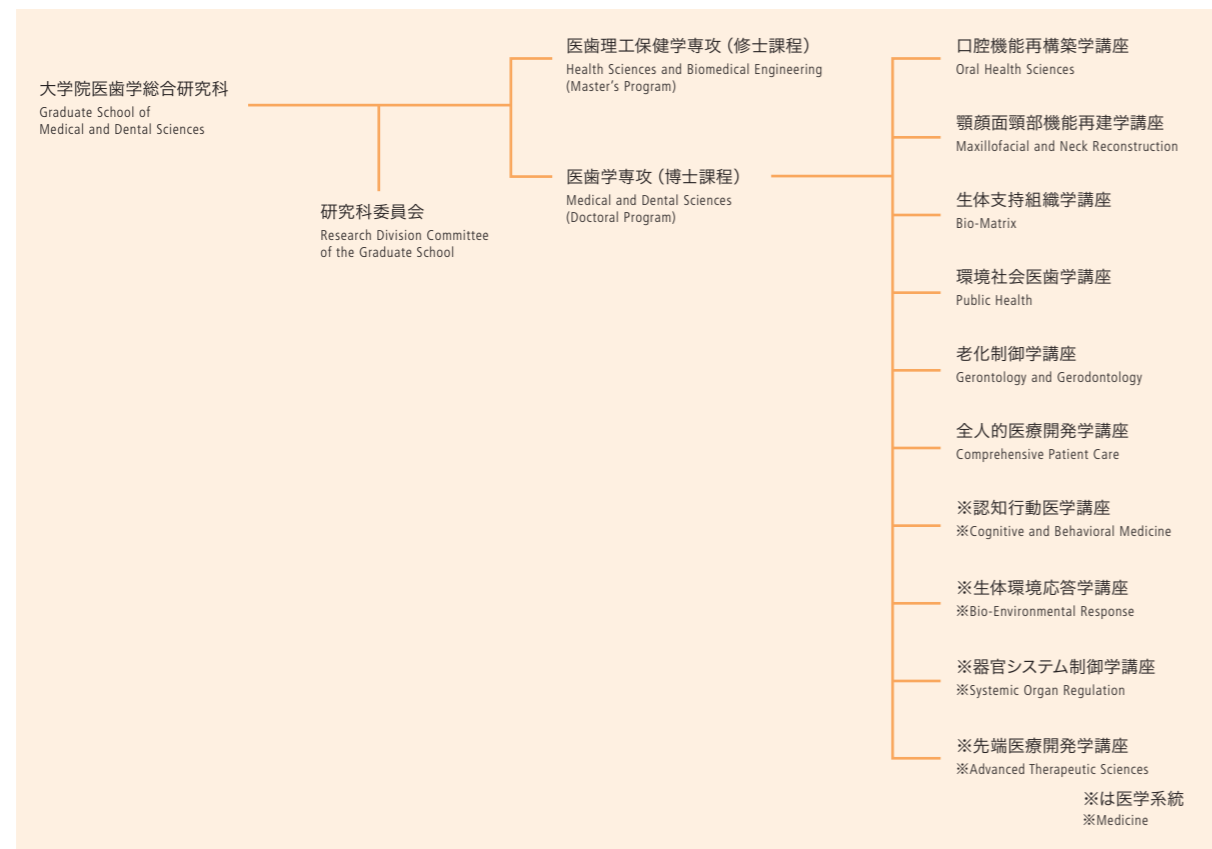 大学院医歯学総合研究科
Graduate School of
Medical and Dental Sciences
研究科委員会
Research Division Committee
of the Graduate School
医歯理工保健学専攻（修士課程）
Health Sciences and Biomedical Engineering
(Master's Program)
医歯学専攻（博士課程）
Medical and Dental Sciences
(Doctoral Program)
口腔機能再構築学講座
Oral Health Sciences
顎顔面頸部機能再建学講座
Maxillofacial and Neck Reconstruction
生体支持組織学講座
Bio-Matrix
環境社会医歯学講座
Public Health
老化制御学講座
Gerontology and Gerodontology
全人的医療開発学講座
Comprehensive Patient Care
※認知行動医学講座
※Cognitive and Behavioral Medicine
※生体環境応答学講座
※Bio-Environmental Response
※器官システム制御学講座
※Systemic Organ Regulation
※先端医療開発学講座
※Advanced Therapeutic Sciences
※は医学系統
※Medicine